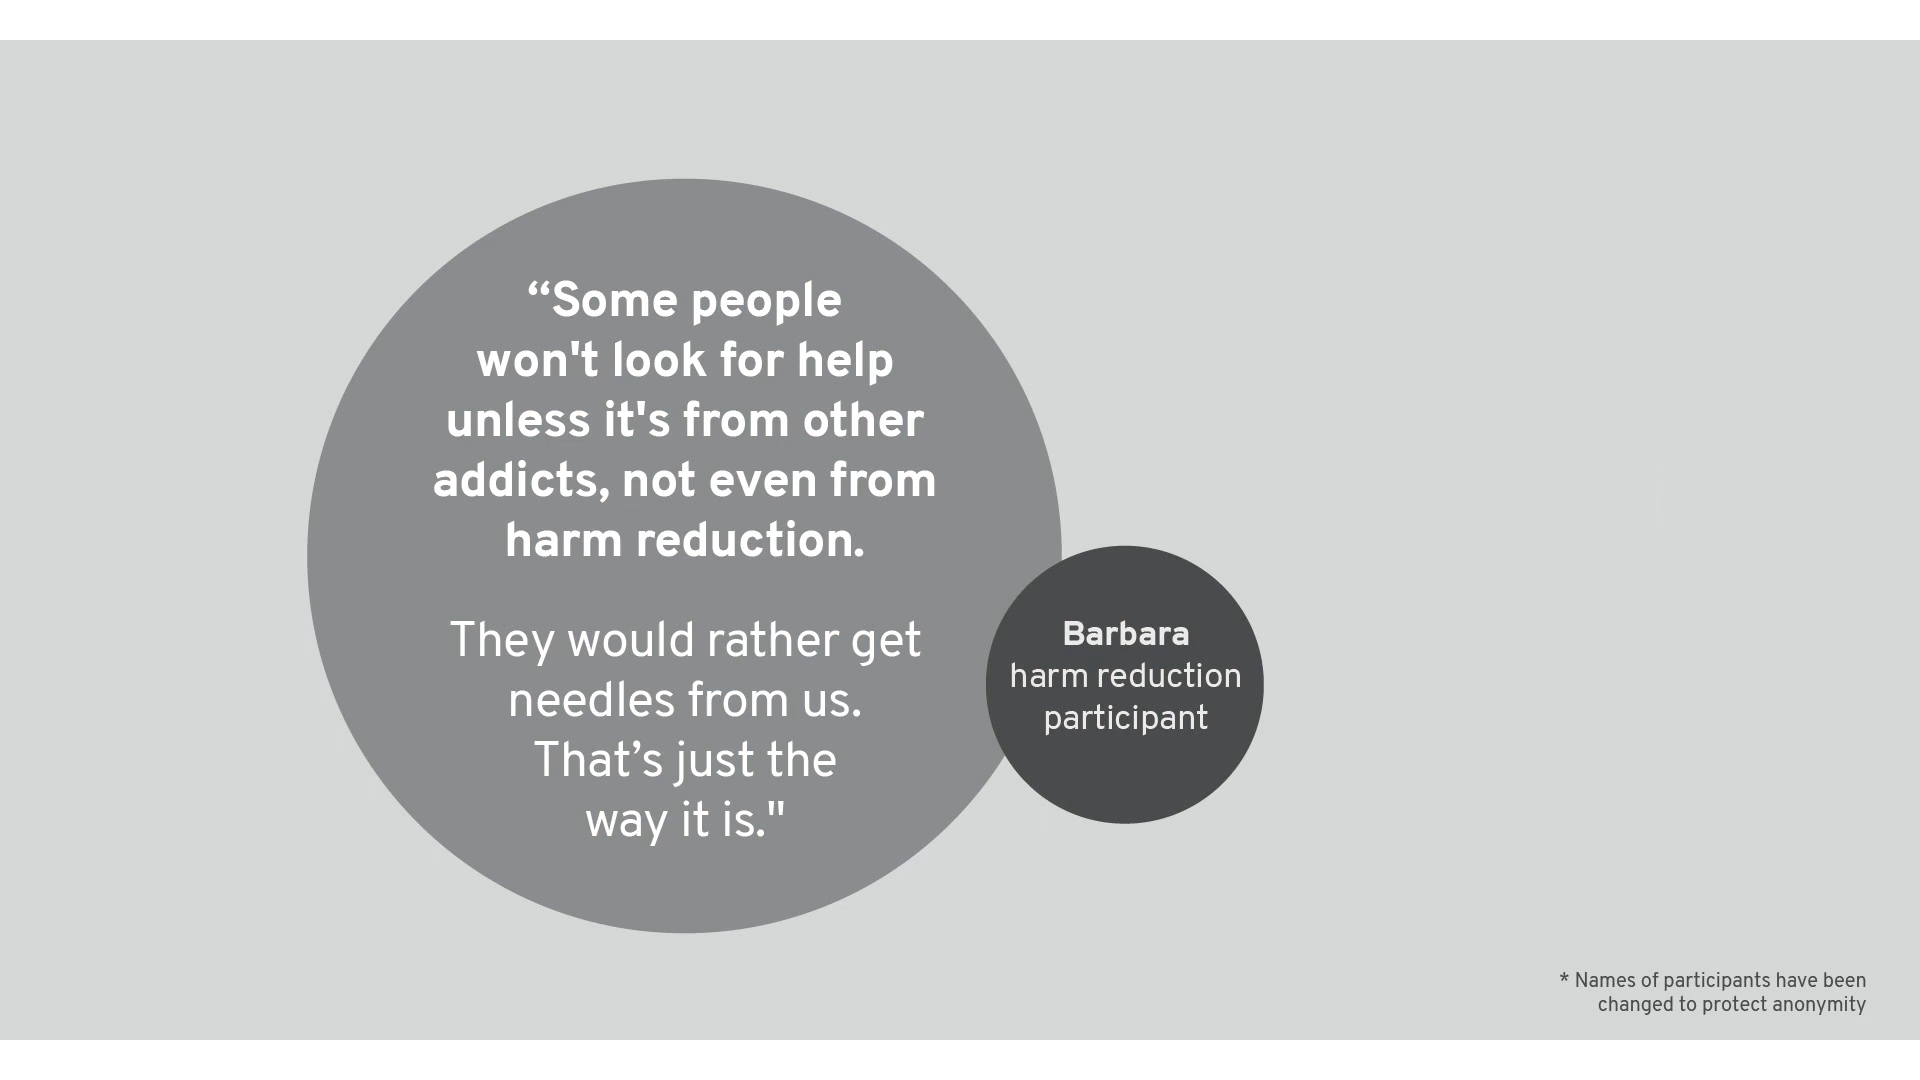 “Some people
won't look for help
unless it's from other
addicts, not even from
harm reduction.
They would rather get
needles from us.
That’s just the
way it is."
Barbara
harm reduction
participant
* Names of participants have been
changed to protect anonymity